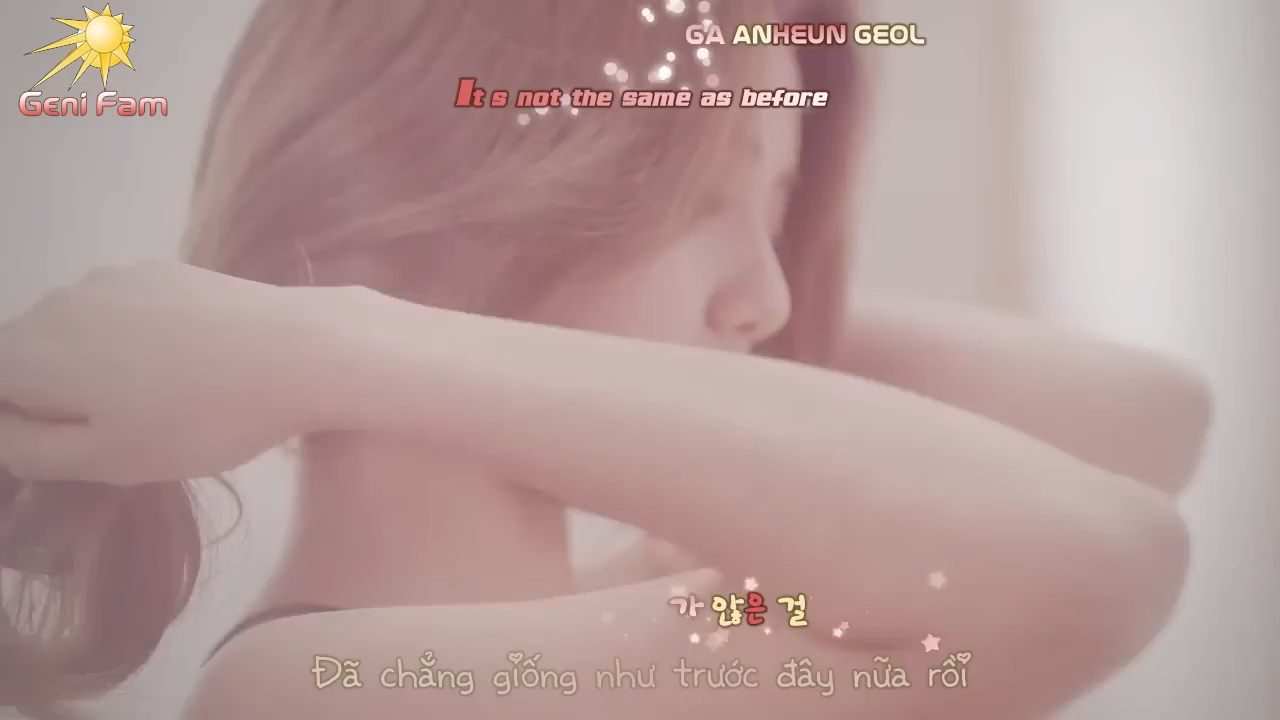 Geni Fam
GA ANHEUN GEOL
It s not the same as before
가 않은 걸
Đã chẳng giống như trước đây nữa rồi